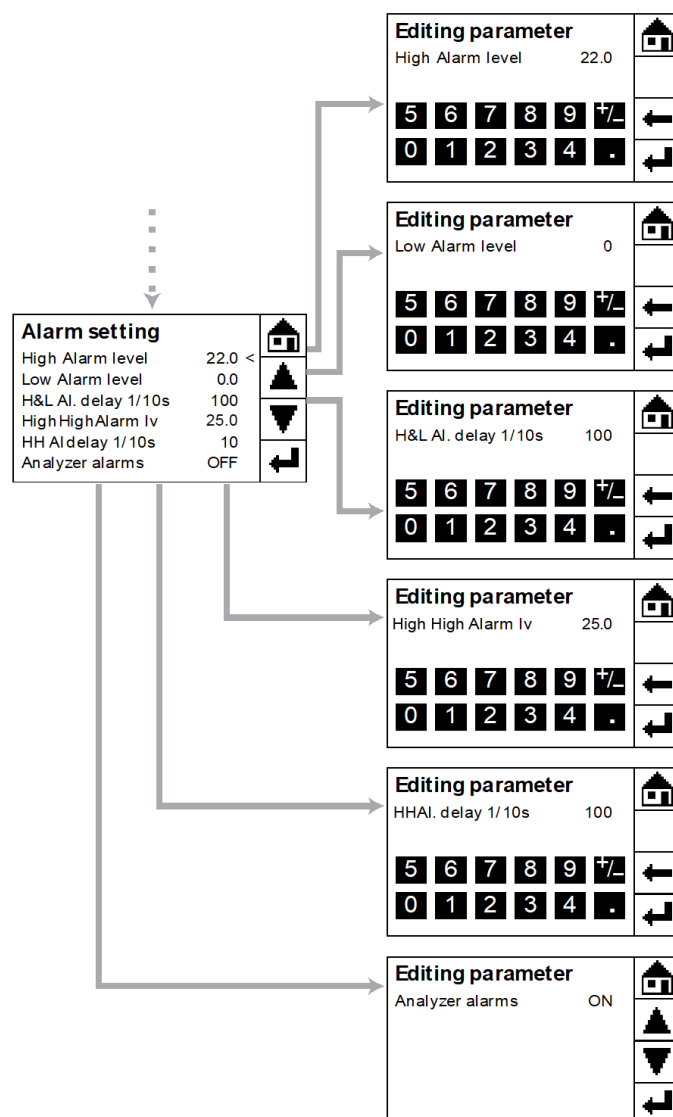 Editing parameter
High Alarm level 22.0
5 6 7 8 9 +/-
0 1 2 3 4 .
Editing parameter
Low Alarm level 0
5 6 7 8 9 +/-
0 1 2 3 4 .
Alarm setting
High Alarm level 22.0 <
Low Alarm level 0.0
H&L Al. delay 1/10s 100
High High Alarm lv 25.0
HH Al delay 1/10s 10
Analyzer alarms OFF
Editing parameter
H&L Al. delay 1/10s 100
5 6 7 8 9 +/-
0 1 2 3 4 .
Editing parameter
High High Alarm lv 25.0
5 6 7 8 9 +/-
0 1 2 3 4 .
Editing parameter
HHAl. delay 1/10s 100
5 6 7 8 9 +/-
0 1 2 3 4 .
Editing parameter
Analyzer alarms ON